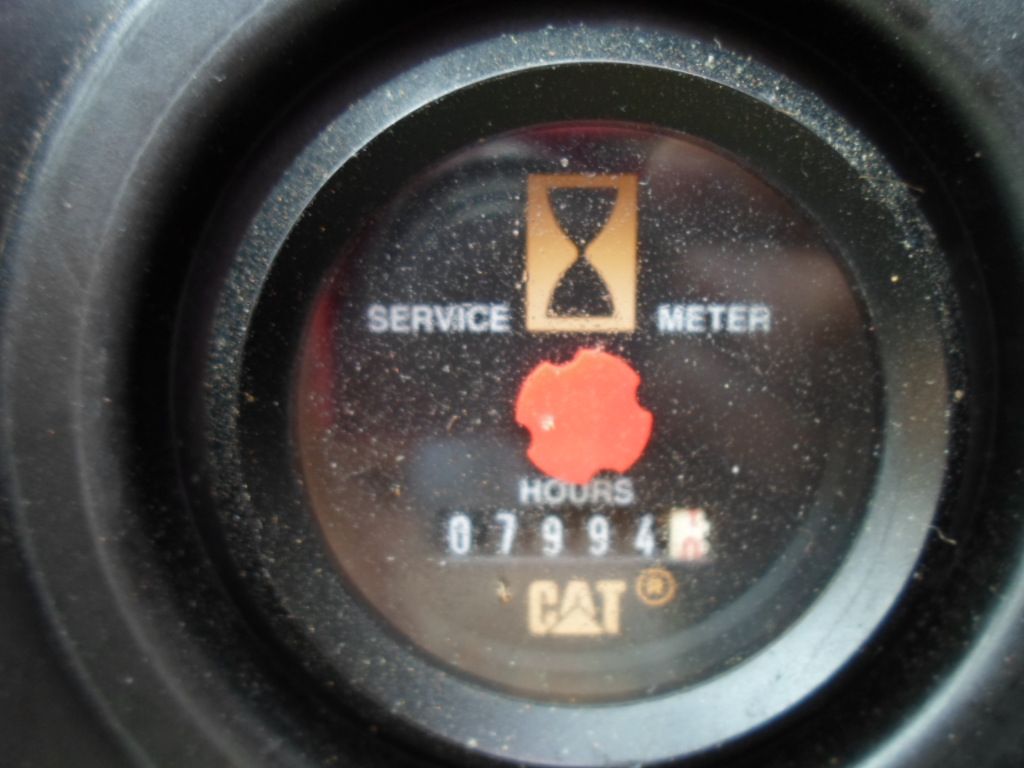 SERVICE METER
HOURS
07994
CAT ®